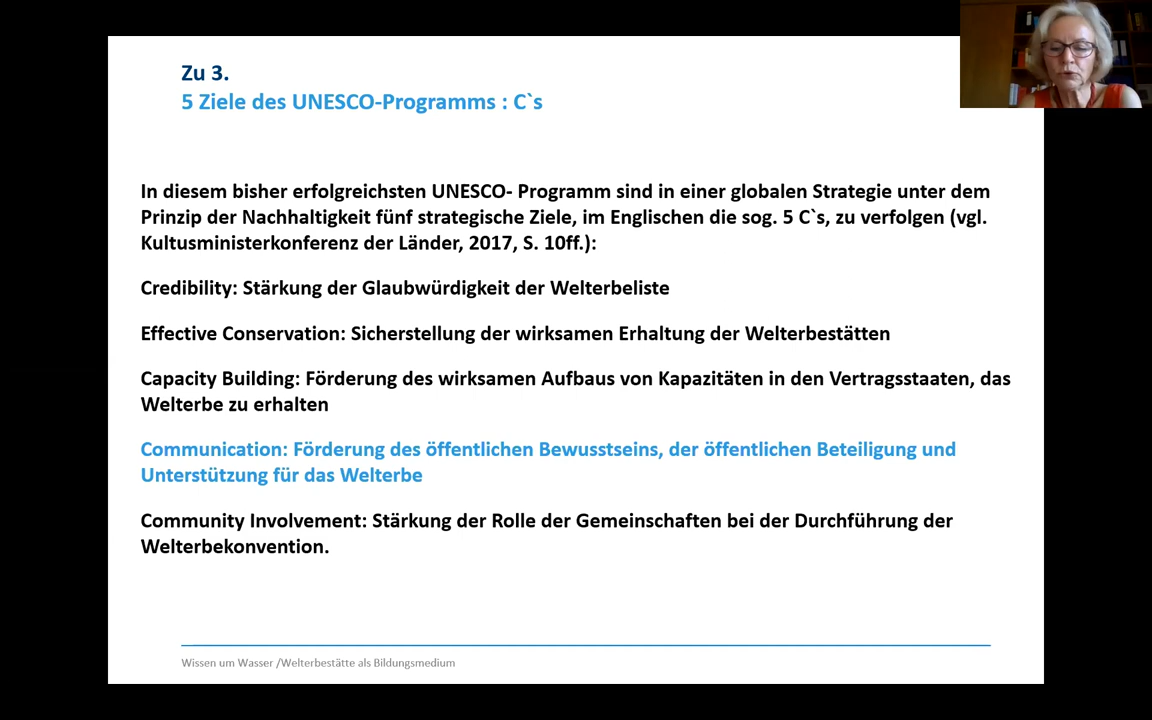 Zu 3.
5 Ziele des UNESCO-Programms : C`s
In diesem bisher erfolgreichsten UNESCO- Programm sind in einer globalen Strategie unter dem
Prinzip der Nachhaltigkeit fünf strategische Ziele, im Englischen die sog. 5 C`s, zu verfolgen (vgl.
Kultusministerkonferenz der Länder, 2017, S. 10ff.):
Credibility: Stärkung der Glaubwürdigkeit der Welterbeliste
Effective Conservation: Sicherstellung der wirksamen Erhaltung der Welterbestätten
Capacity Building: Förderung des wirksamen Aufbaus von Kapazitäten in den Vertragsstaaten, das
Welterbe zu erhalten
Communication: Förderung des öffentlichen Bewusstseins, der öffentlichen Beteiligung und
Unterstützung für das Welterbe
Community Involvement: Stärkung der Rolle der Gemeinschaften bei der Durchführung der
Welterbekonvention.
Wissen um Wasser /Welterbestätte als Bildungsmedium